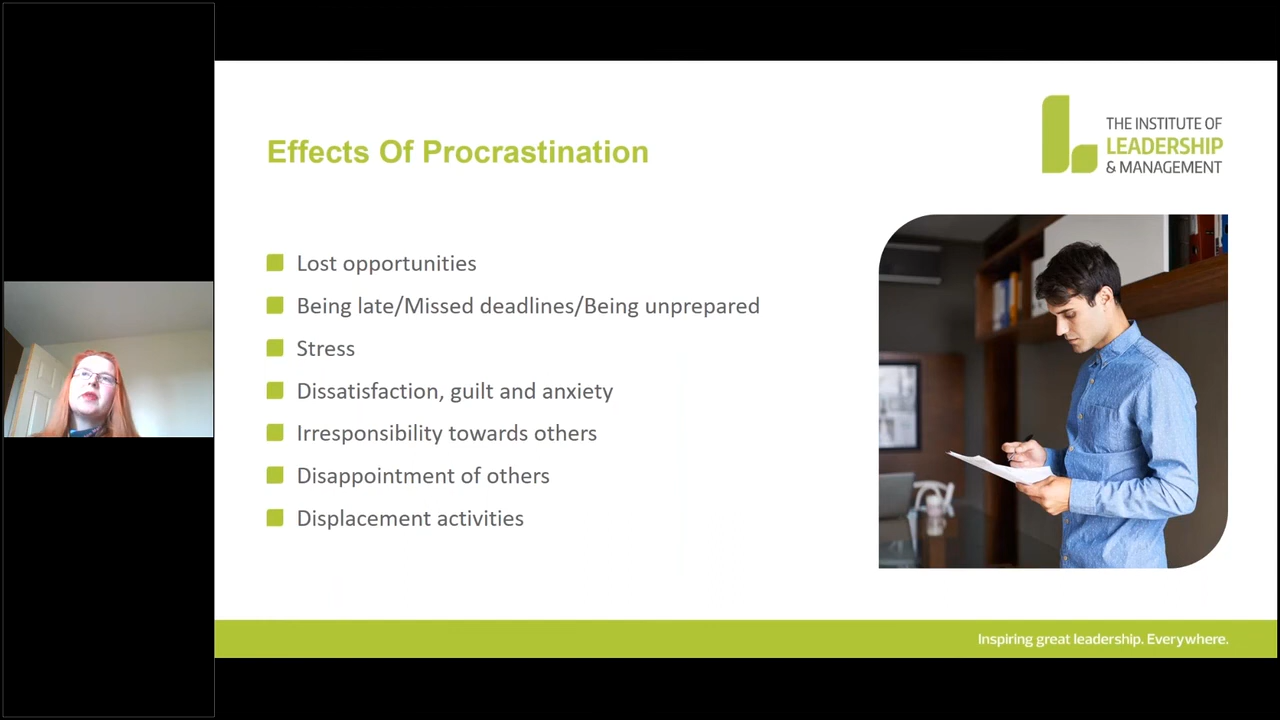 THE INSTITUTE OF
LEADERSHIP
& MANAGEMENT
Effects Of Procrastination
Lost opportunities
Being late/Missed deadlines/Being unprepared
Stress
Dissatisfaction, guilt and anxiety
Irresponsibility towards others
Disappointment of others
Displacement activities
Inspiring great leadership. Everywhere.